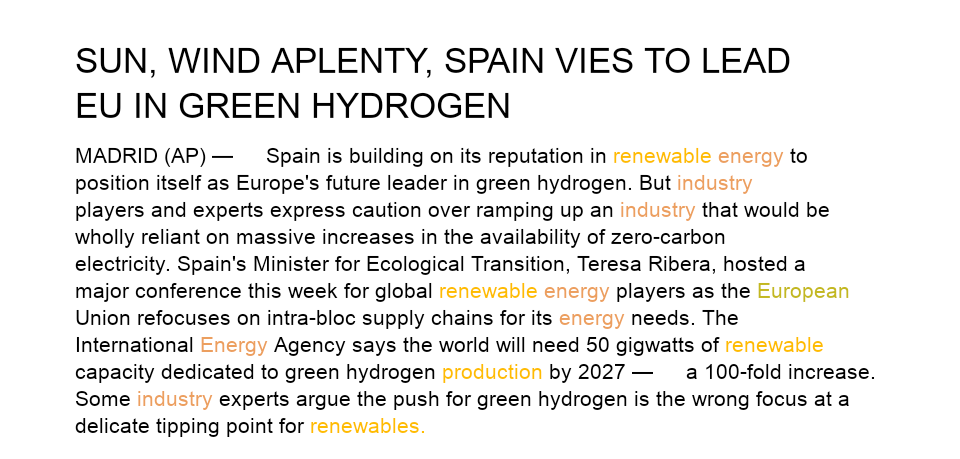 SUN, WIND APLENTY, SPAIN VIES TO LEAD
EU IN GREEN HYDROGEN
MADRID (AP) — Spain is building on its reputation in renewable energy to
position itself as Europe's future leader in green hydrogen. But industry
players and experts express caution over ramping up an industry that would be
wholly reliant on massive increases in the availability of zero-carbon
electricity. Spain's Minister for Ecological Transition, Teresa Ribera, hosted a
major conference this week for global renewable energy players as the European
Union refocuses on intra-bloc supply chains for its energy needs. The
International Energy Agency says the world will need 50 gigwatts of renewable
capacity dedicated to green hydrogen production by 2027 — a 100-fold increase.
Some industry experts argue the push for green hydrogen is the wrong focus at a
delicate tipping point for renewables.